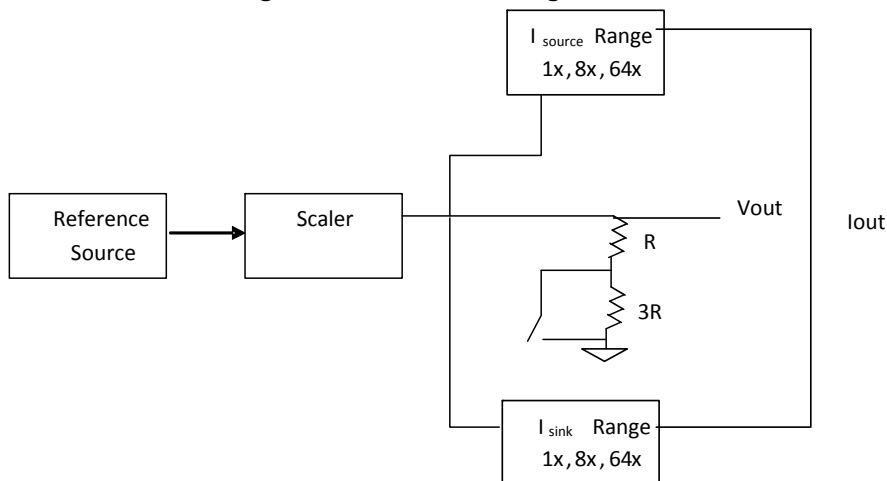 I source Range
1x, 8x, 64x
Reference
Source
Scaler
Vout
Iout
R
3R
I sink Range
1x, 8x, 64x